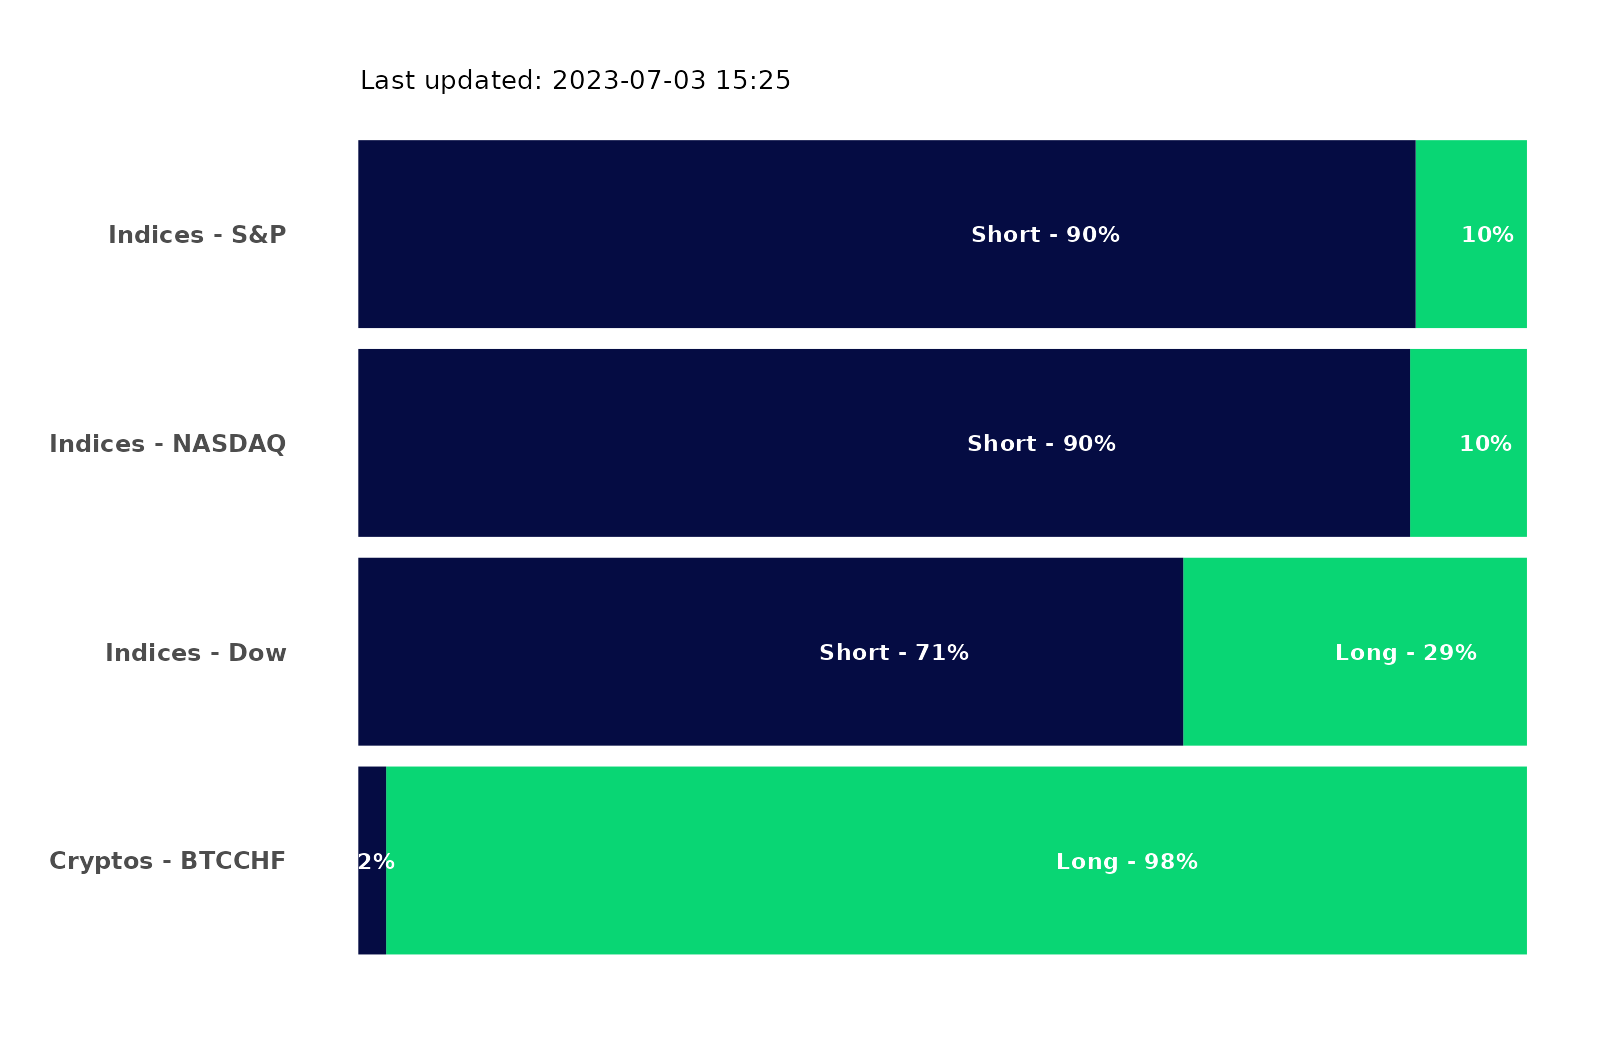 Last updated: 2023-07-03 15:25
Indices - S&P
Short - 90%
10%
Indices - NASDAQ
Short - 90%
10%
Indices - Dow
Short - 71%
Long - 29%
Cryptos - BTCCHF
2%
Long - 98%